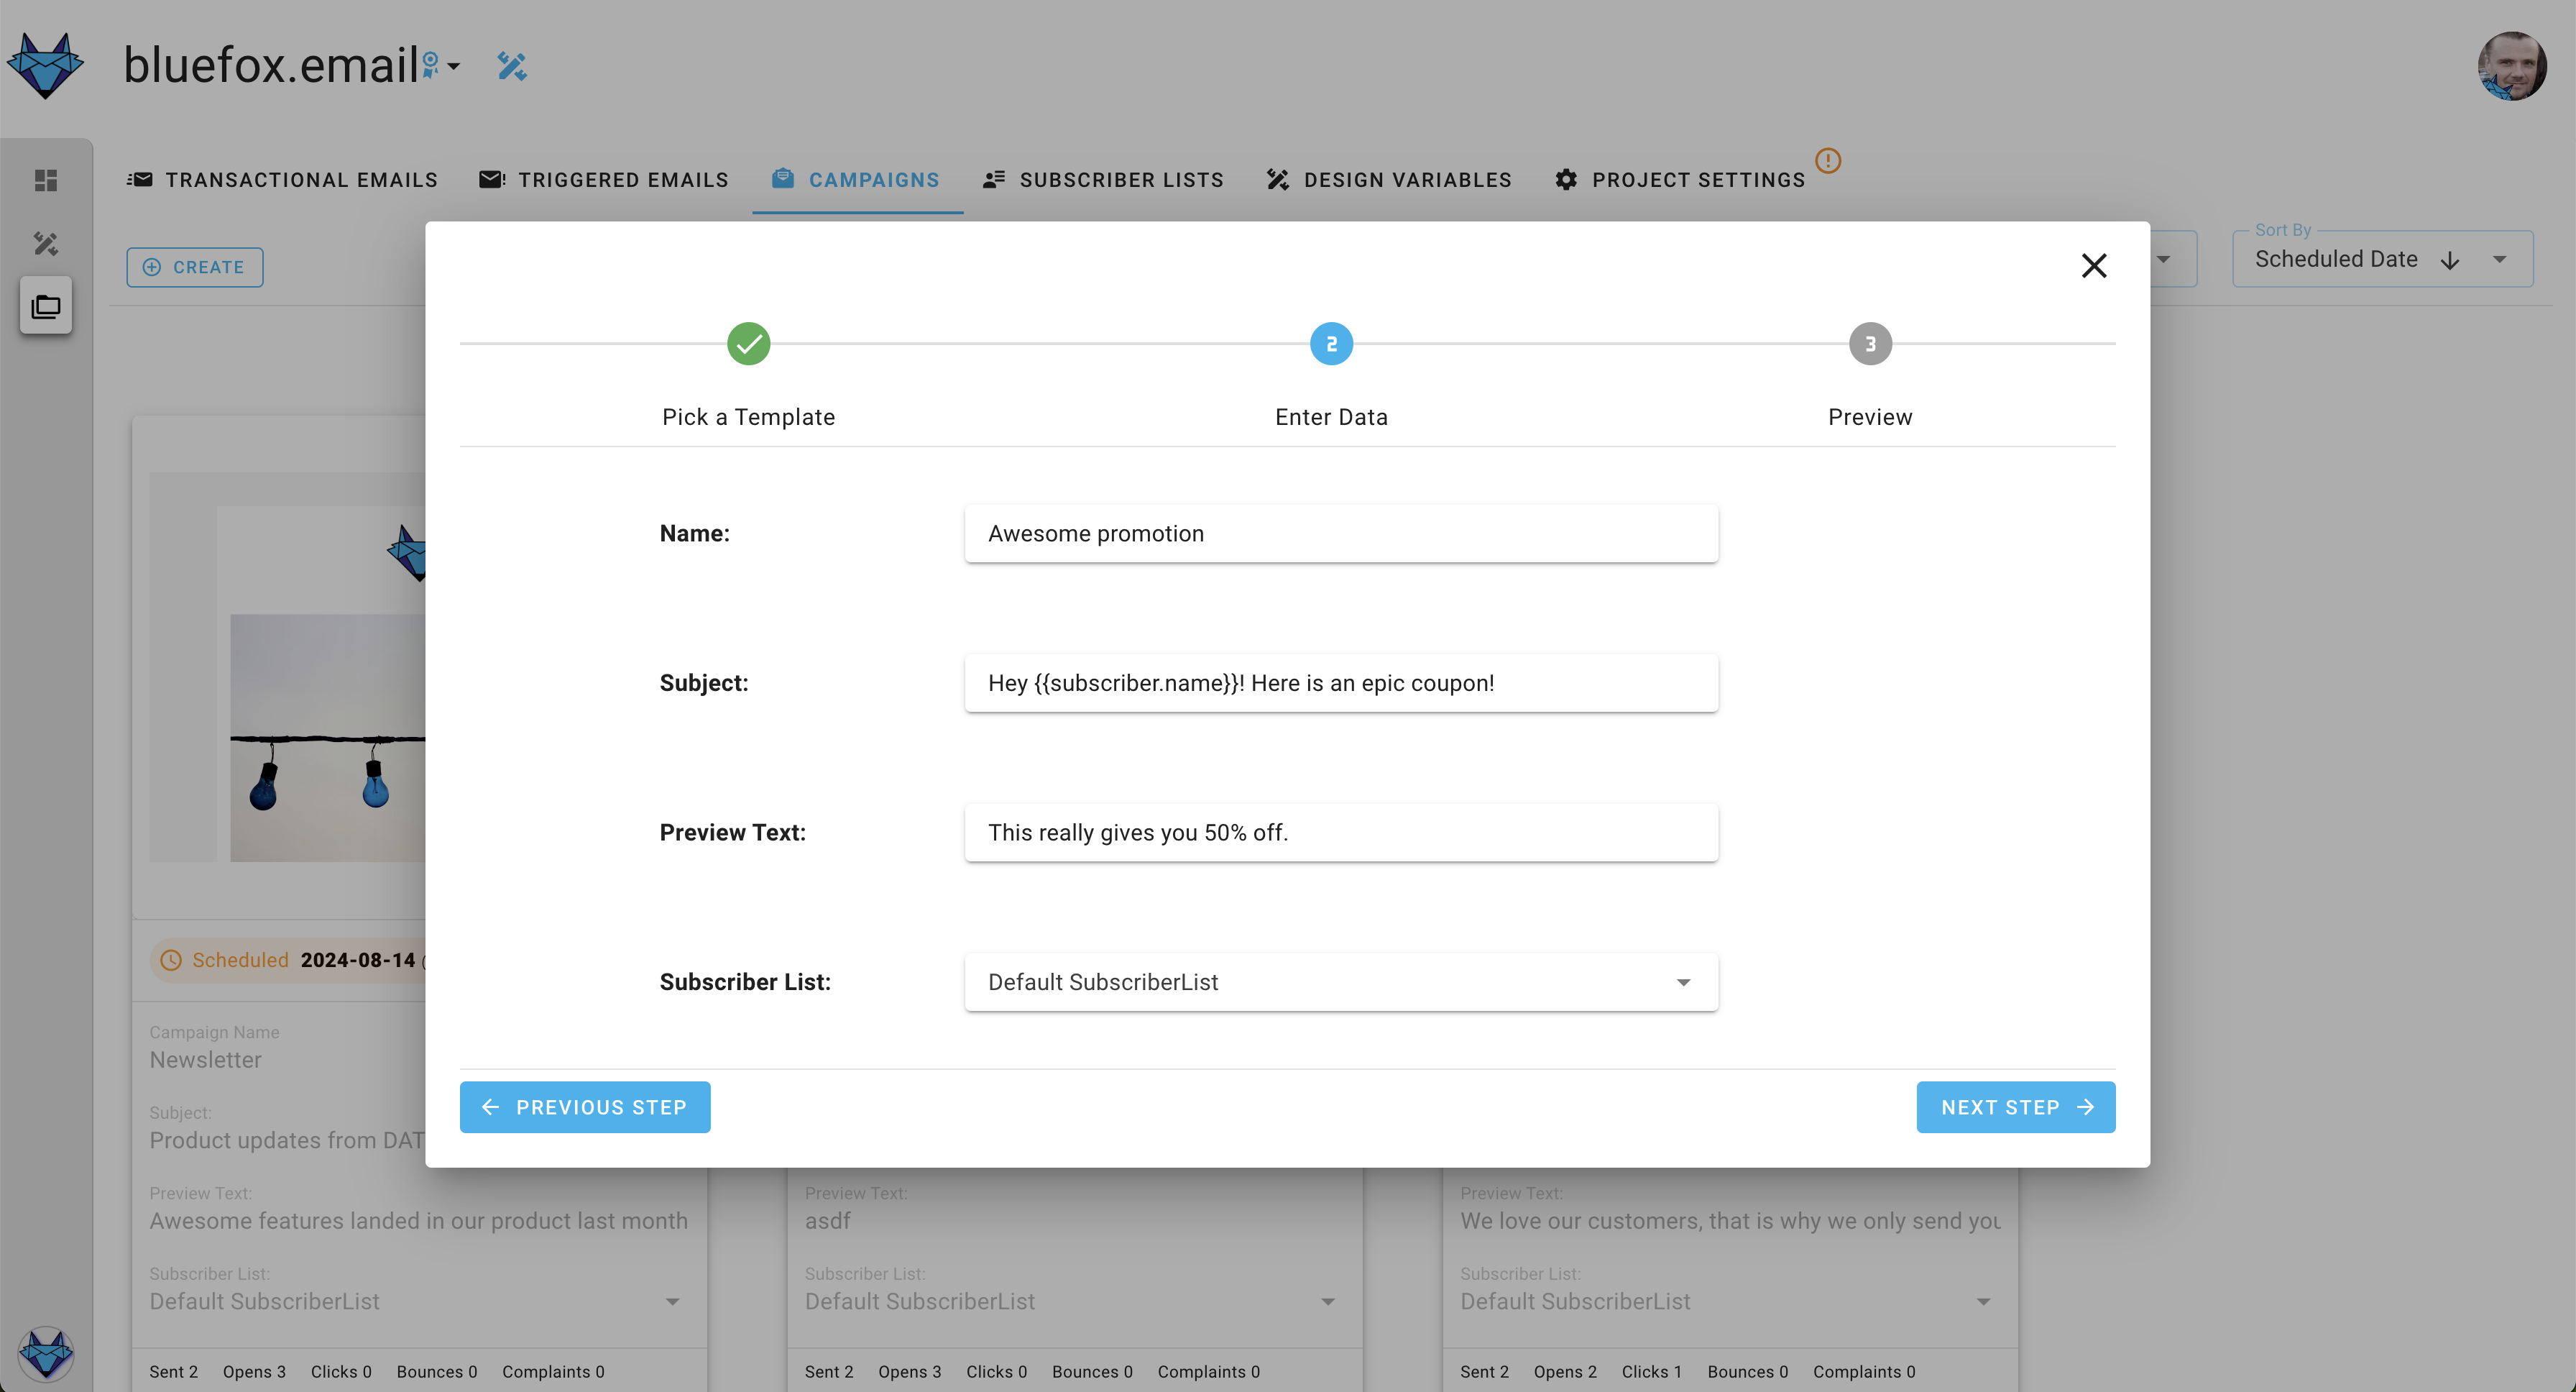 bluefox.email
TRANSACTIONAL EMAILS
TRIGGERED EMAILS
CAMPAIGNS
SUBSCRIBER LISTS
DESIGN VARIABLES
PROJECT SETTINGS
CREATE
Sort By
Scheduled Date
2
3
Pick a Template
Enter Data
Preview
Name:
Awesome promotion
Subject:
Hey {{subscriber.name}}! Here is an epic coupon!
Preview Text:
This really gives you 50% off.
Subscriber List:
Default SubscriberList
PREVIOUS STEP
NEXT STEP
Scheduled 2024-08-14 (
Campaign Name
Newsletter
Subject:
Product updates from DAT
Preview Text:
Awesome features landed in our product last month
Subscriber List:
Default SubscriberList
Sent 2 Opens 3 Clicks 0 Bounces 0 Complaints 0
Preview Text:
asdf
Subscriber List:
Default SubscriberList
Sent 2 Opens 3 Clicks 0 Bounces 0 Complaints 0
Preview Text:
We love our customers, that is why we only send you
Subscriber List:
Default SubscriberList
Sent 2 Opens 2 Clicks 1 Bounces 0 Complaints 0